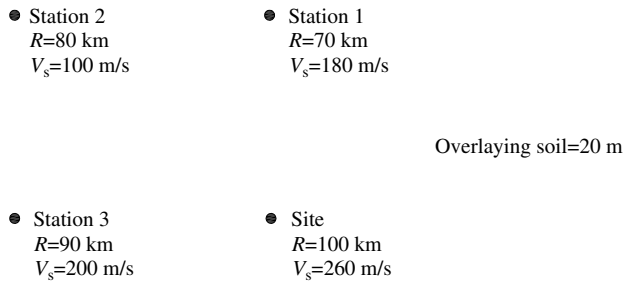 Station 2
R=80 km
Vs=100 m/s
Station 1
R=70 km
Vs=180 m/s
Overlaying soil=20 m
Station 3
R=90 km
Vs=200 m/s
Site
R=100 km
Vs=260 m/s